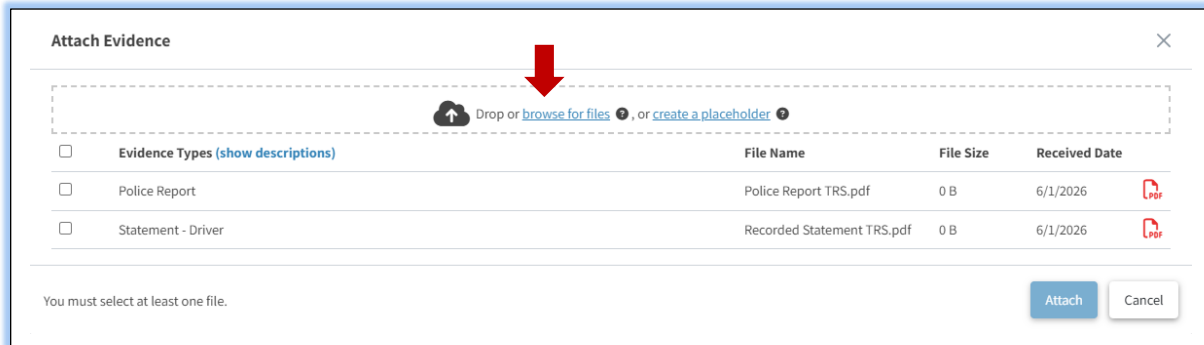 Attach Evidence
Drop or browse for files ? , or create a placeholder ?
Evidence Types (show descriptions) File Name File Size Received Date
Police Report Police Report TRS.pdf 0 B 6/1/2026 PDF
Statement - Driver Recorded Statement TRS.pdf 0 B 6/1/2026 PDF
You must select at least one file. Attach Cancel